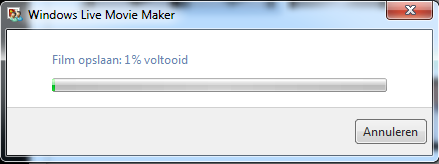 Windows Live Movie Maker
Film opslaan: 1% voltooid
Annuleren